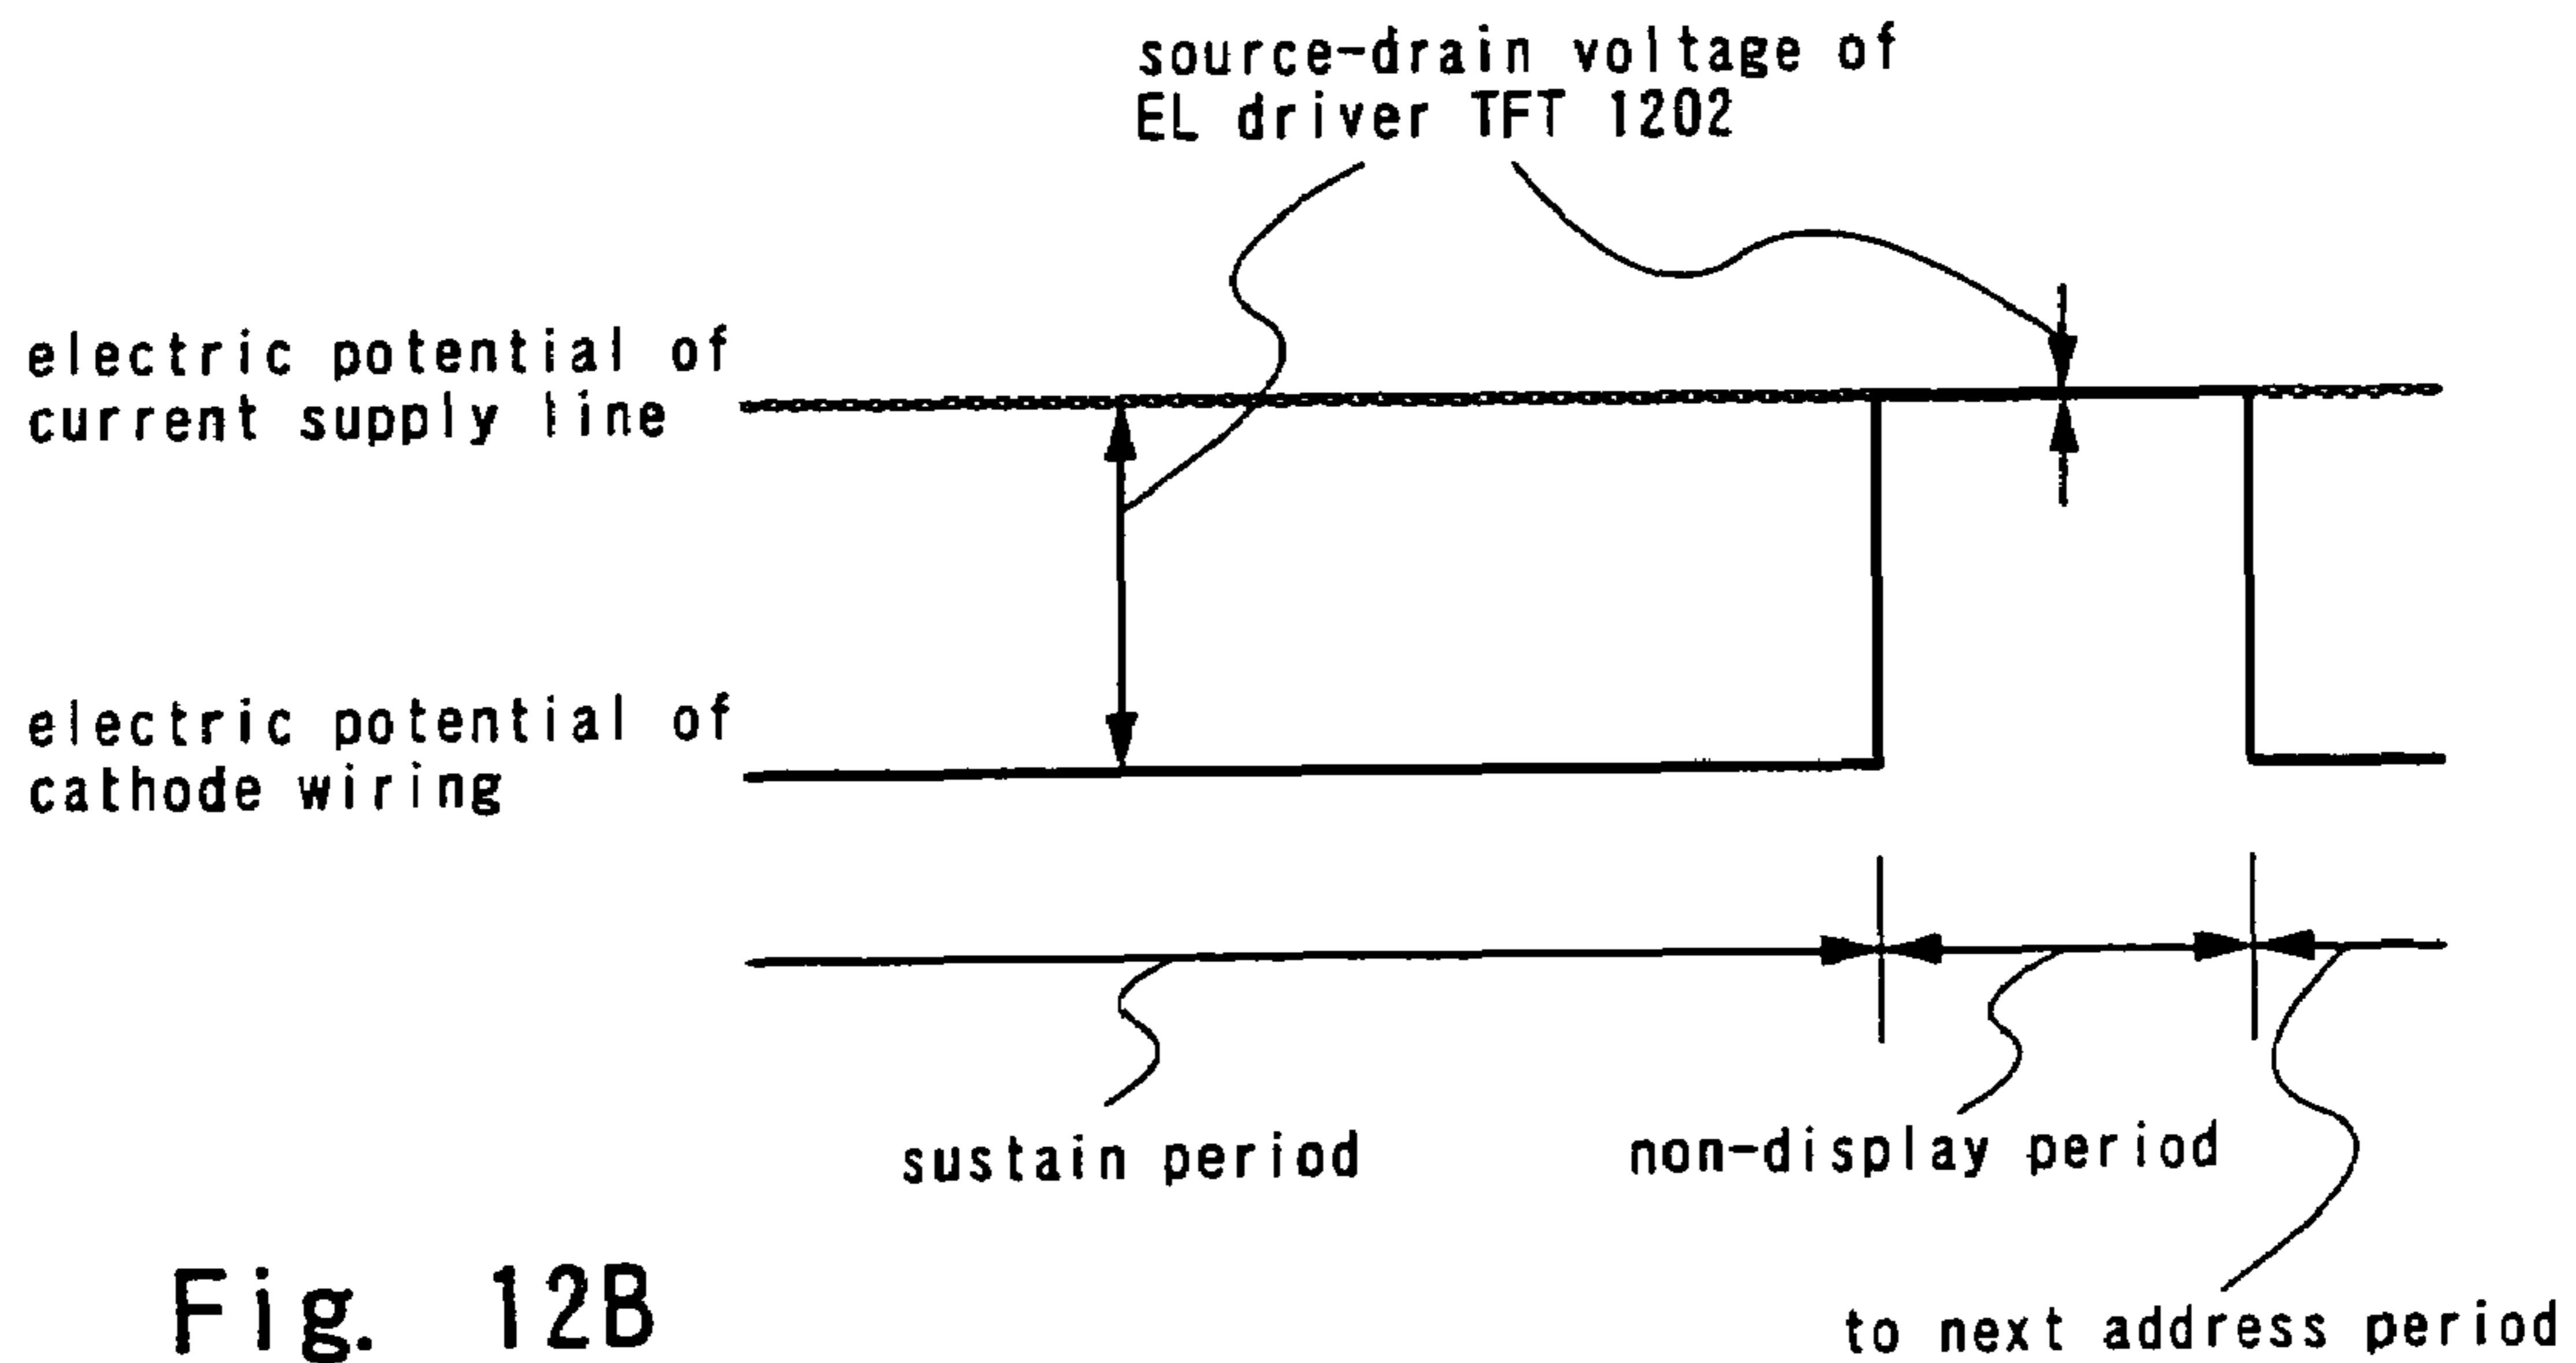 source-drain voltage of
EL driver TFT 1202
electric potential of
current supply line
electric potential of
cathode wiring
sustain period
non-display period
to next address period
Fig. 12B